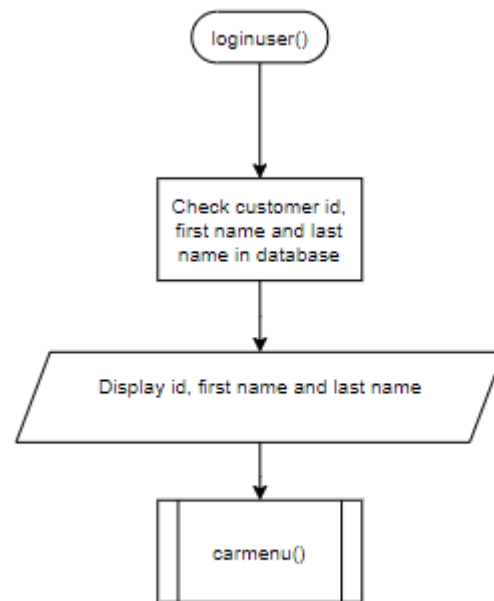 loginuser()
Check customer id,
first name and last
name in database
Display id, first name and last name
carmenu()